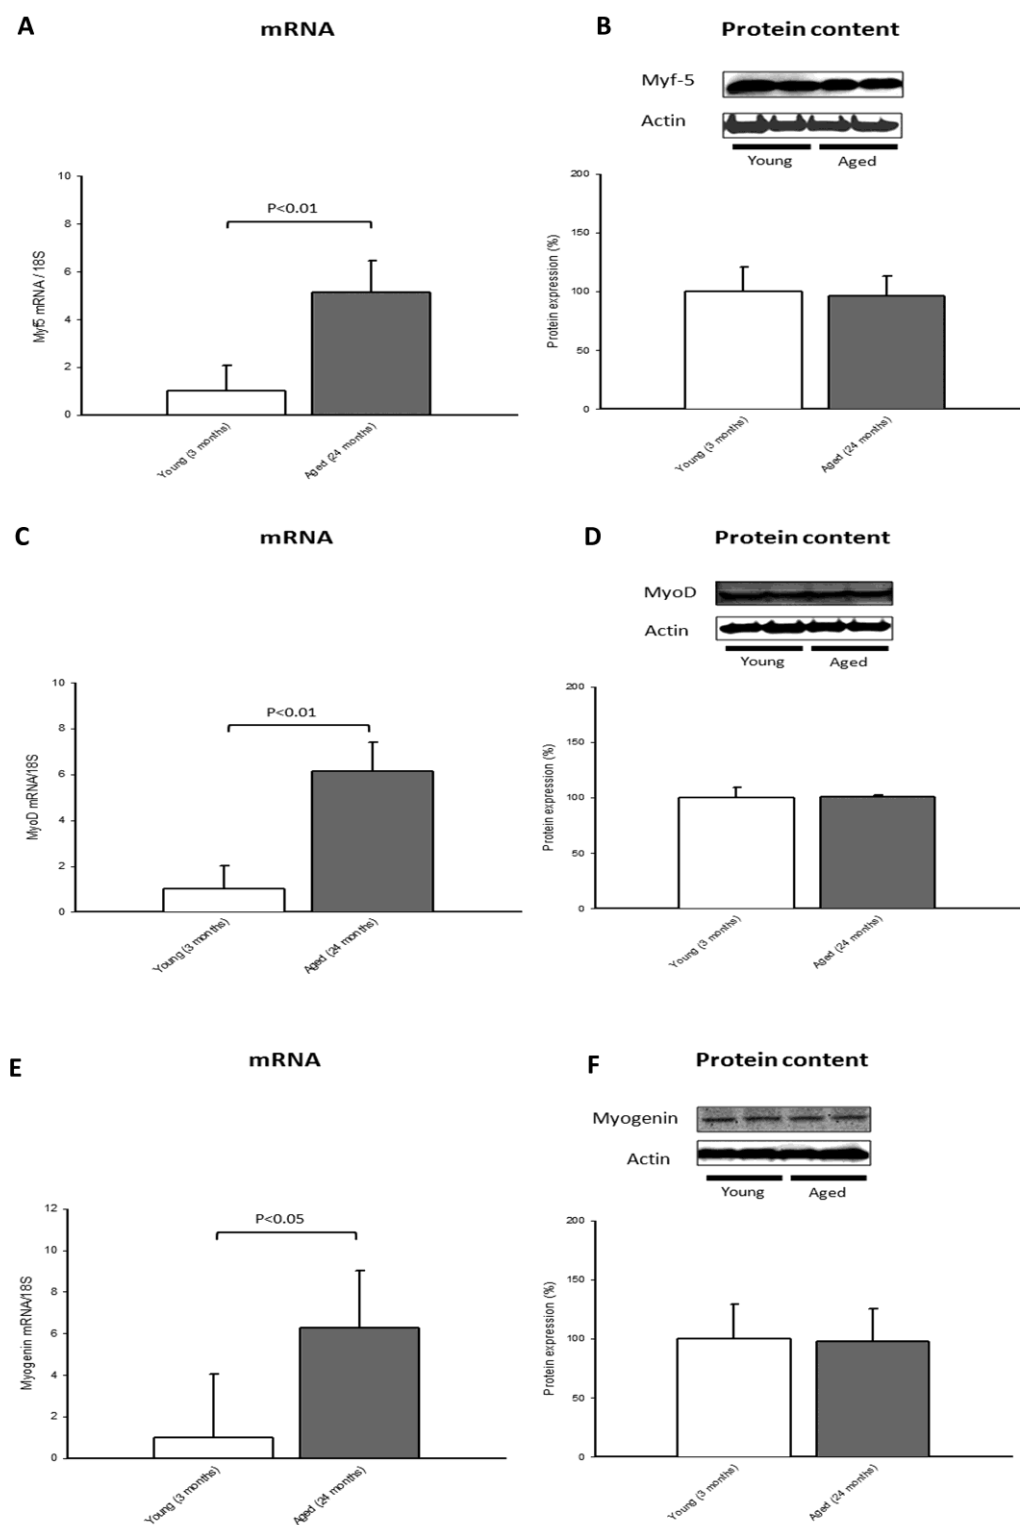 A
mRNA
10
8
6
4
2
0
Myf5 mRNA / 18S
P<0.01
Young (3 months)
Aged (24 months)
B
Protein content
Myf-5
Actin
Young
Aged
200
150
100
50
0
Protein expression (%)
Young (3 months)
Aged (24 months)
C
mRNA
10
8
6
4
2
0
MyoD mRNA/18S
P<0.01
Young (3 months)
Aged (24 months)
D
Protein content
MyoD
Actin
Young
Aged
200
150
100
50
0
Protein expression (%)
Young (3 months)
Aged (24 months)
E
mRNA
12
10
8
6
4
2
0
Myogenin mRNA/18S
P<0.05
Young (3 months)
Aged (24 months)
F
Protein content
Myogenin
Actin
Young
Aged
200
150
100
50
0
Protein expression (%)
Young (3 months)
Aged (24 months)